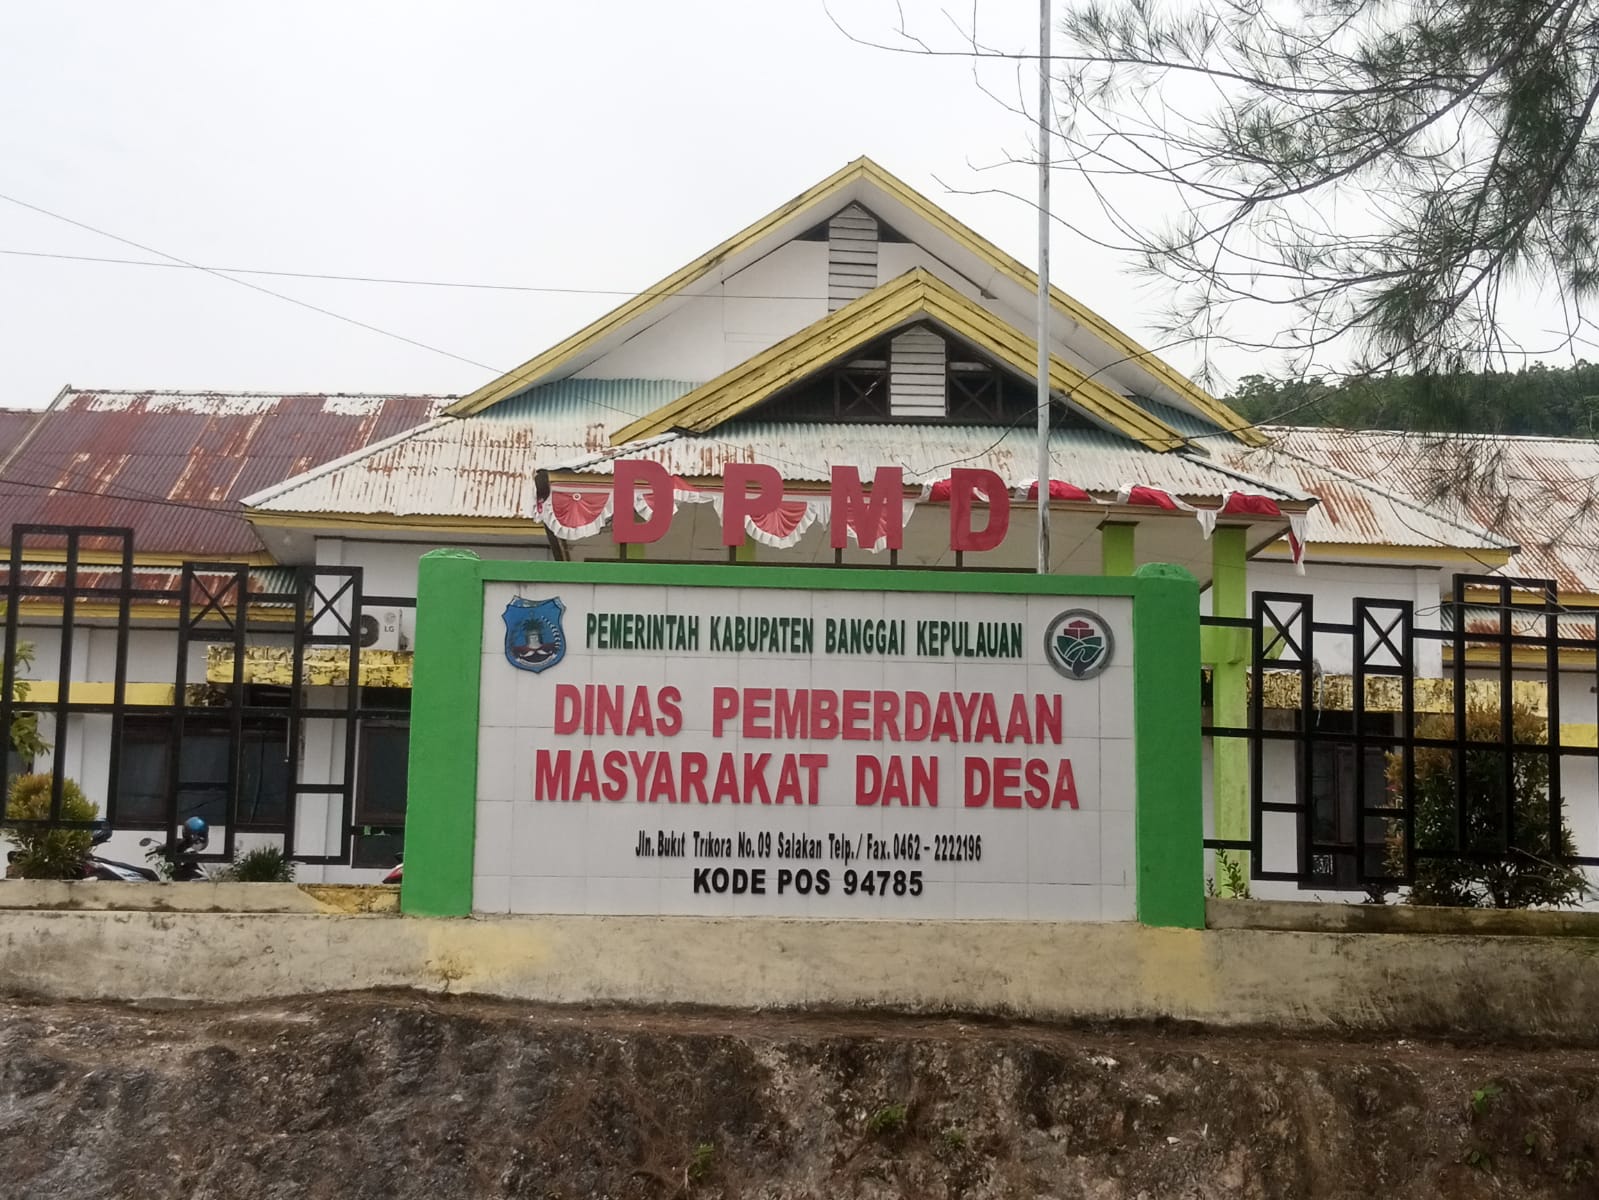 DPMD
PEMERINTAH KABUPATEN BANGGAI KEPULAUAN
DINAS PEMBERDAYAAN
MASYARAKAT DAN DESA
Jln. Bukit Trikora No. 09 Salakan Telp. / Fax. 0462 - 2222196
KODE POS 94785
LG